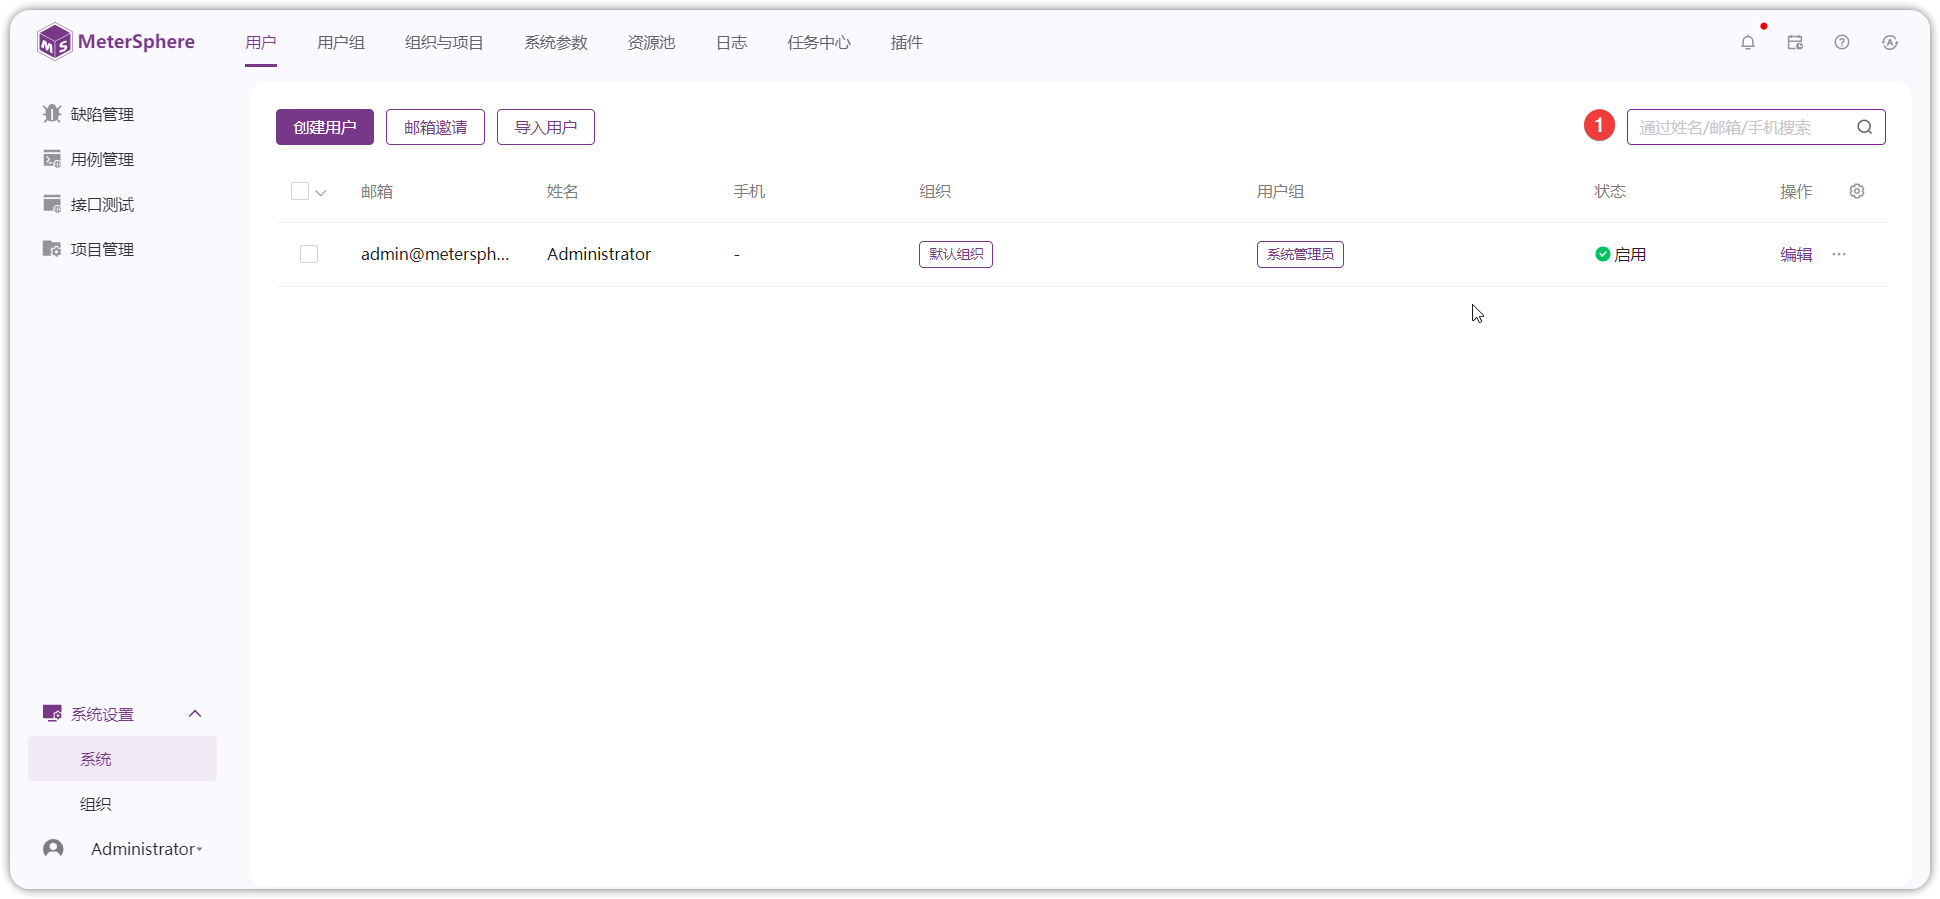 MeterSphere
用户
用户组
组织与项目
系统参数
资源池
日志
任务中心
插件
缺陷管理
用例管理
接口测试
项目管理
创建用户
邮箱邀请
导入用户
1
通过姓名/邮箱/手机搜索
邮箱
姓名
手机
组织
用户组
状态
操作
admin@metersph...
Administrator
-
默认组织
系统管理员
启用
编辑
...
系统设置
系统
组织
Administrator